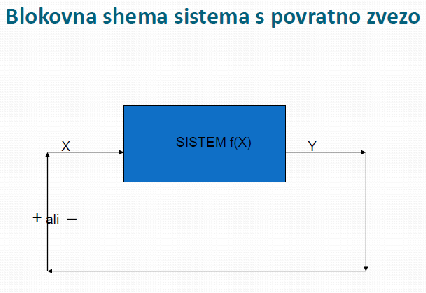 Blokovna shema sistema s povratno zvezo
X
SISTEM f(X)
Y
+ ali −